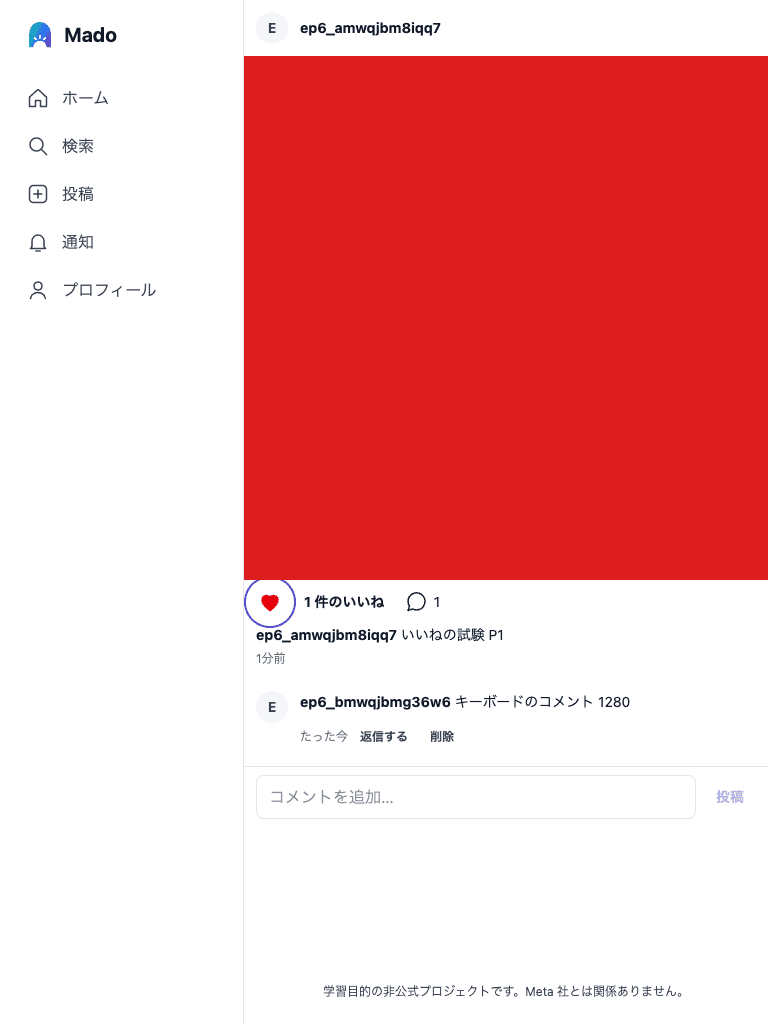 Mado
ホーム
検索
投稿
通知
プロフィール
E ep6_amwqjbm8iqq7
1 件のいいね 1
ep6_amwqjbm8iqq7 いいねの試験 P1
1分前
E ep6_bmwqjbmg36w6 キーボードのコメント 1280
たった今 返信する 削除
コメントを追加... 投稿
学習目的の非公式プロジェクトです。Meta 社とは関係ありません。